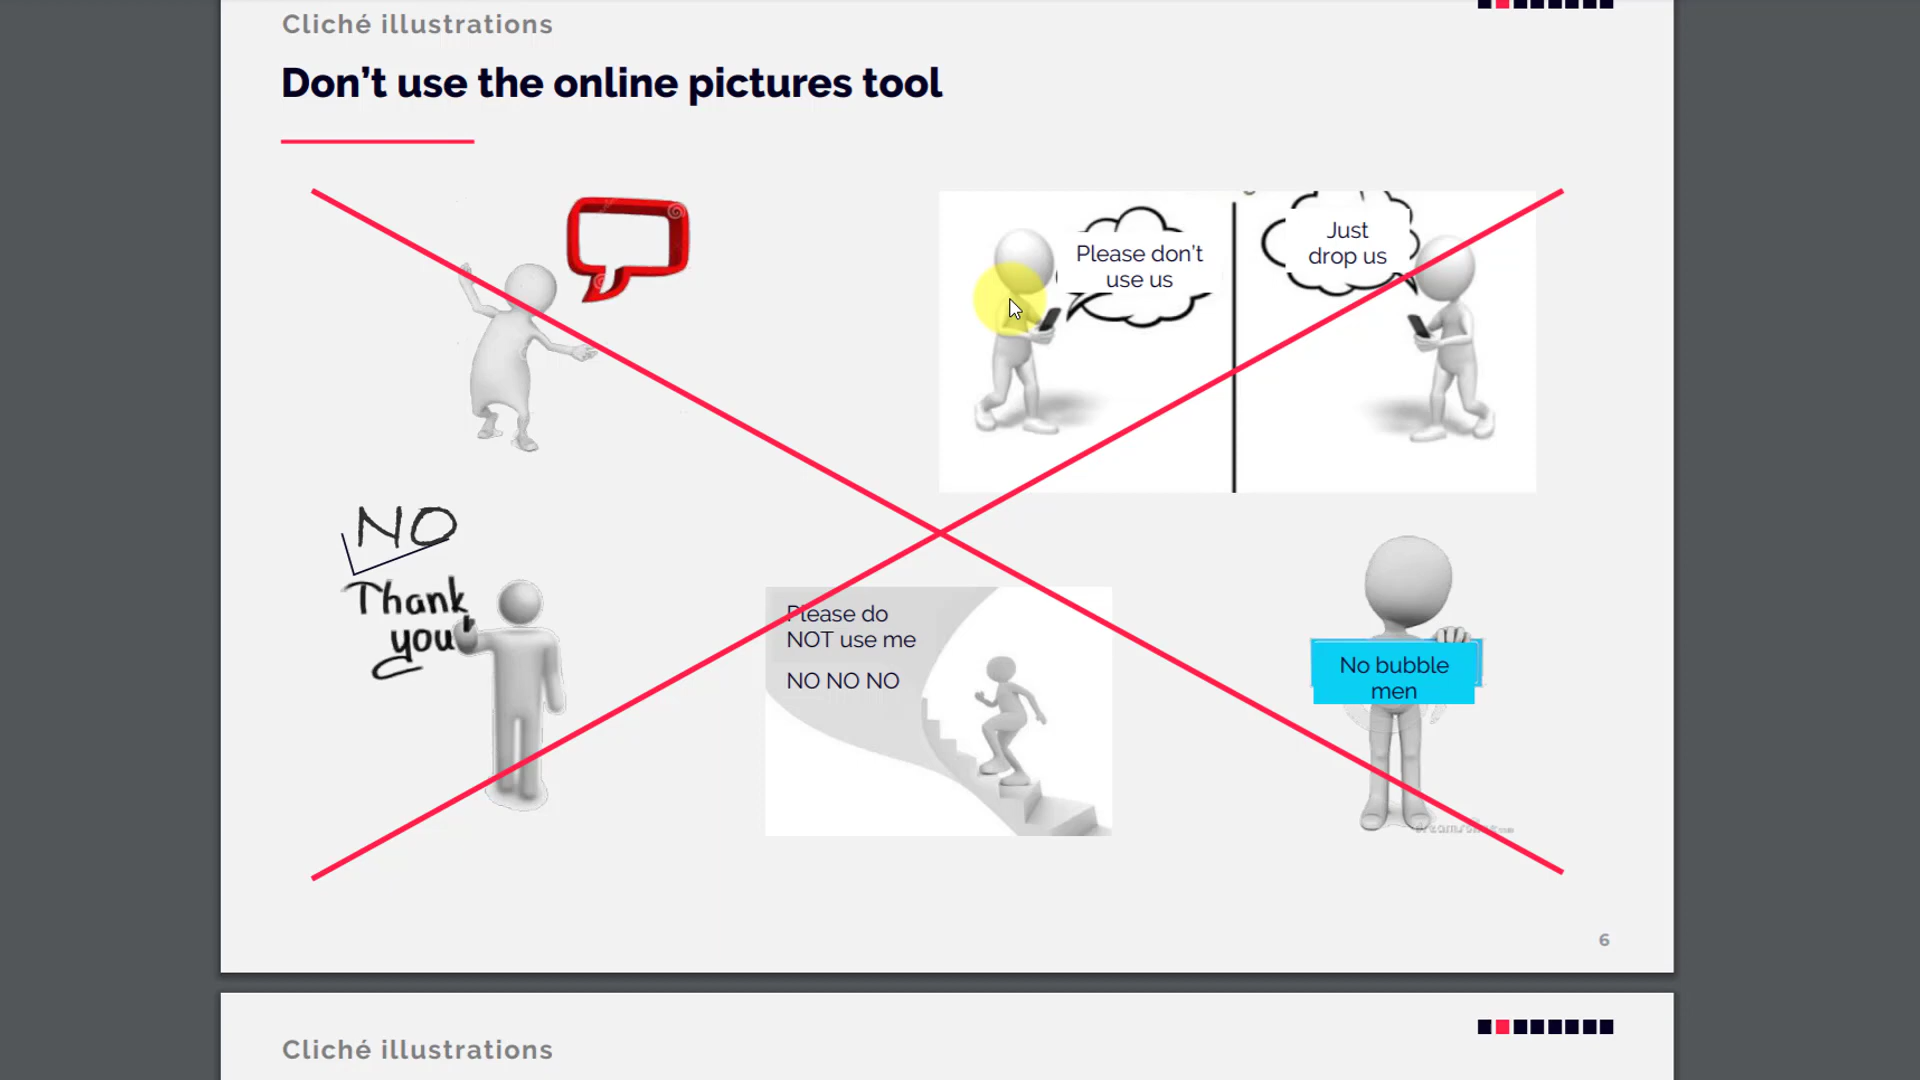 Cliché illustrations
Don’t use the online pictures tool
Please don’t
use us
Just
drop us
NO
Thank
you
Please do
NOT use me
NO NO NO
No bubble
men
6
Cliché illustrations